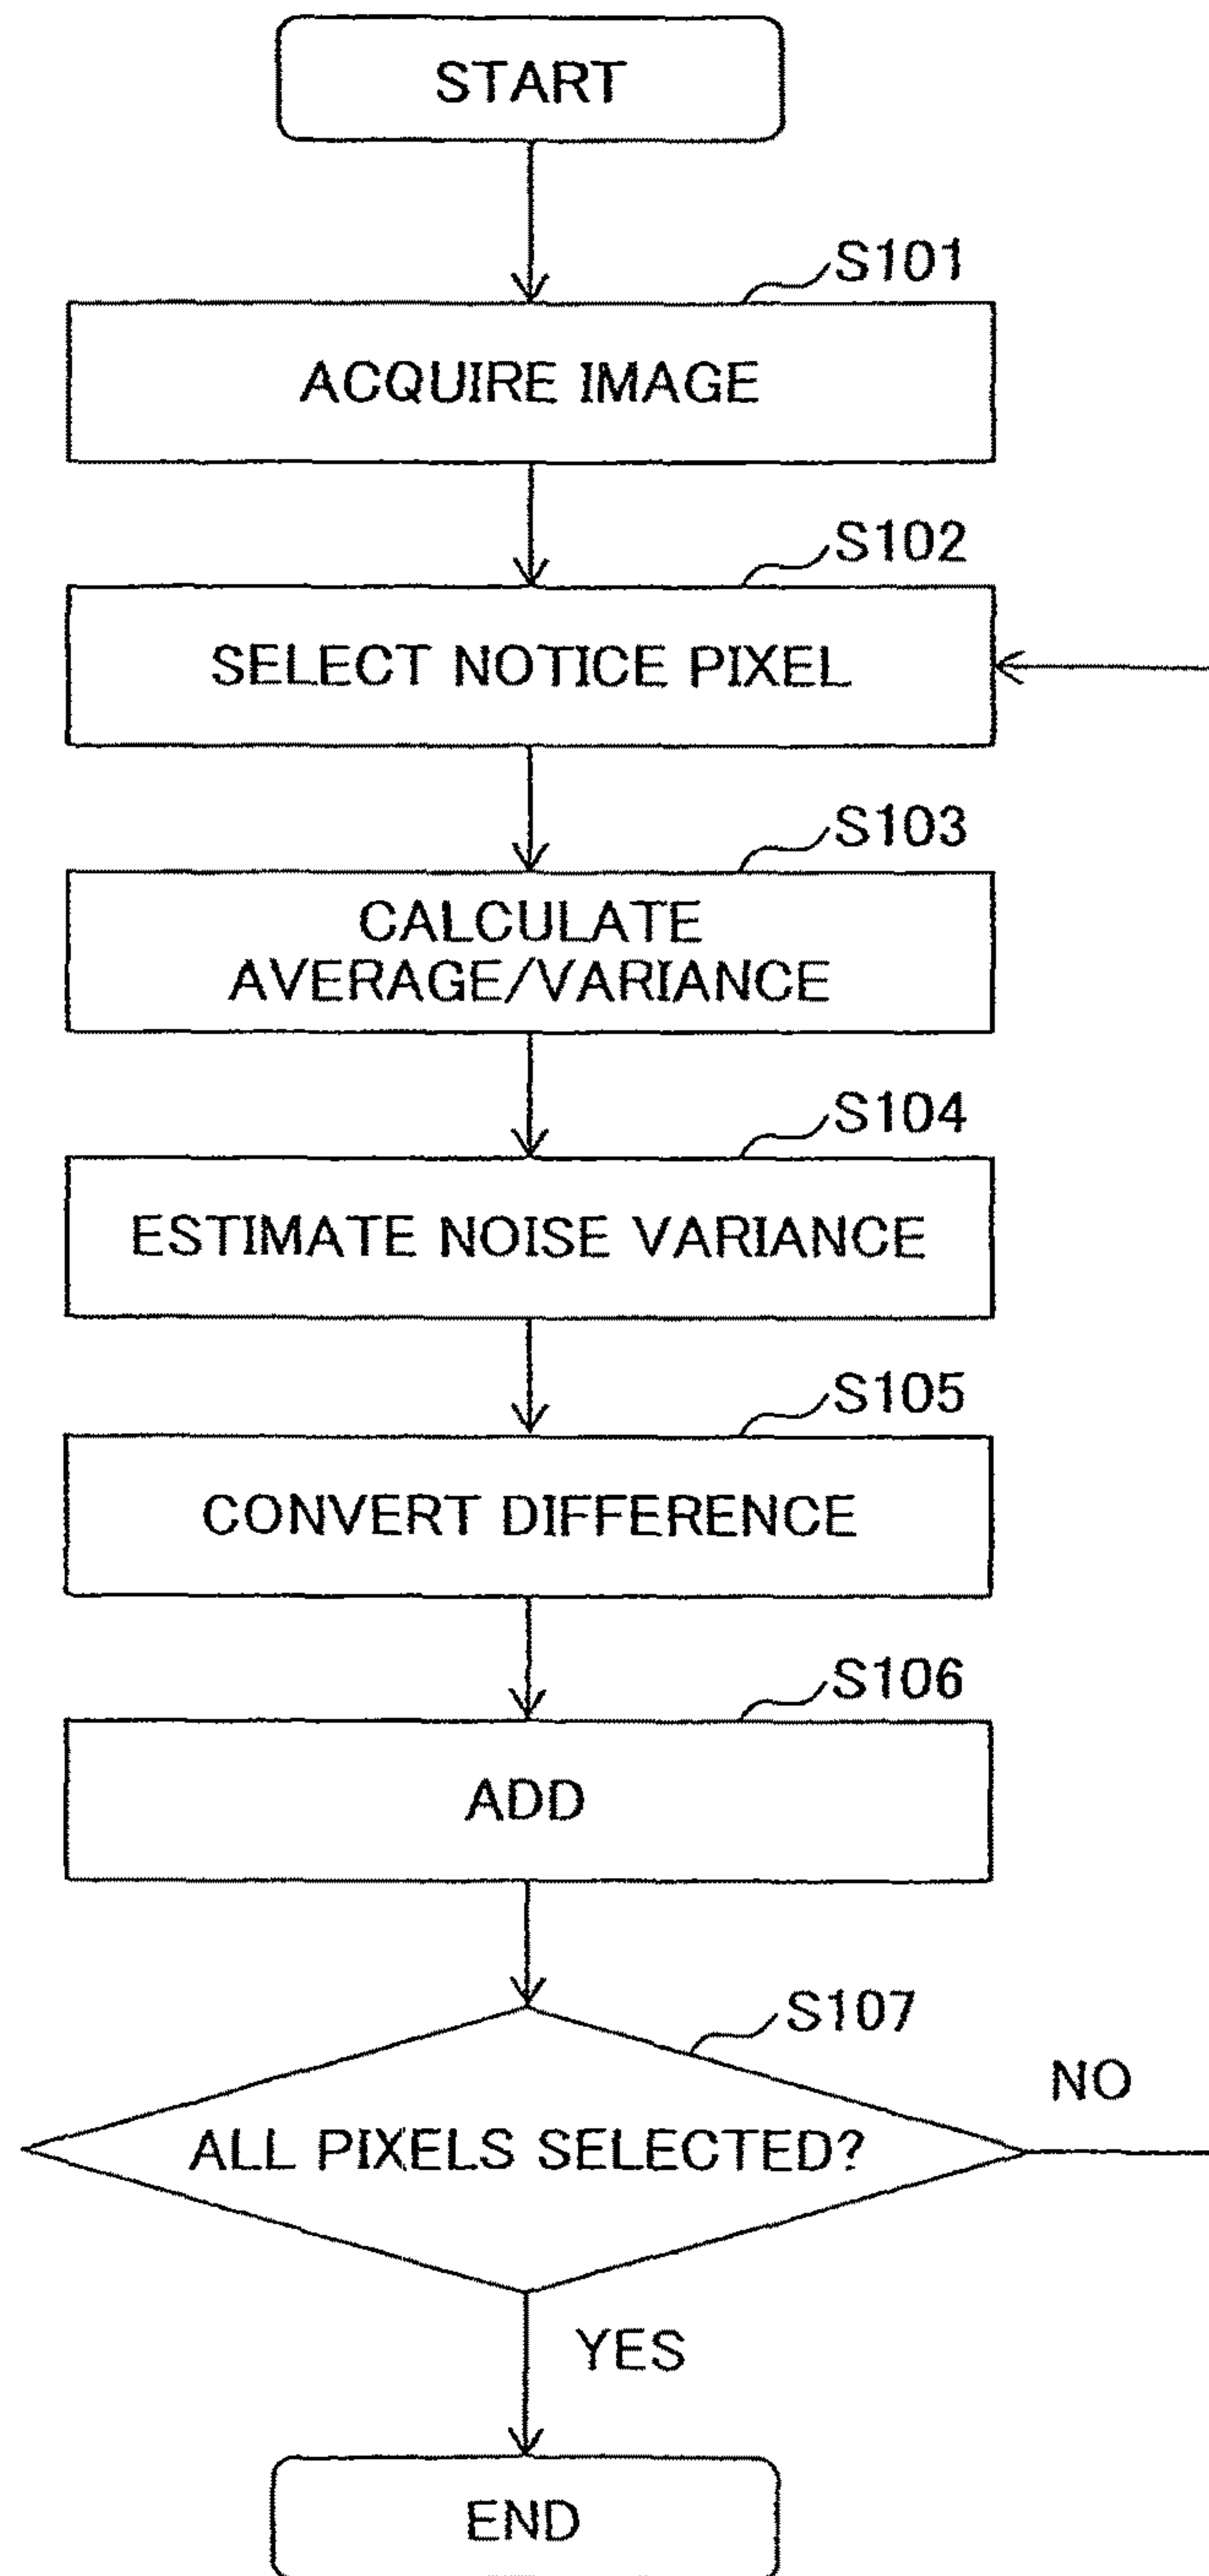 START
S101
ACQUIRE IMAGE
S102
SELECT NOTICE PIXEL
S103
CALCULATE
AVERAGE/VARIANCE
S104
ESTIMATE NOISE VARIANCE
S105
CONVERT DIFFERENCE
S106
ADD
S107
ALL PIXELS SELECTED?
NO
YES
END